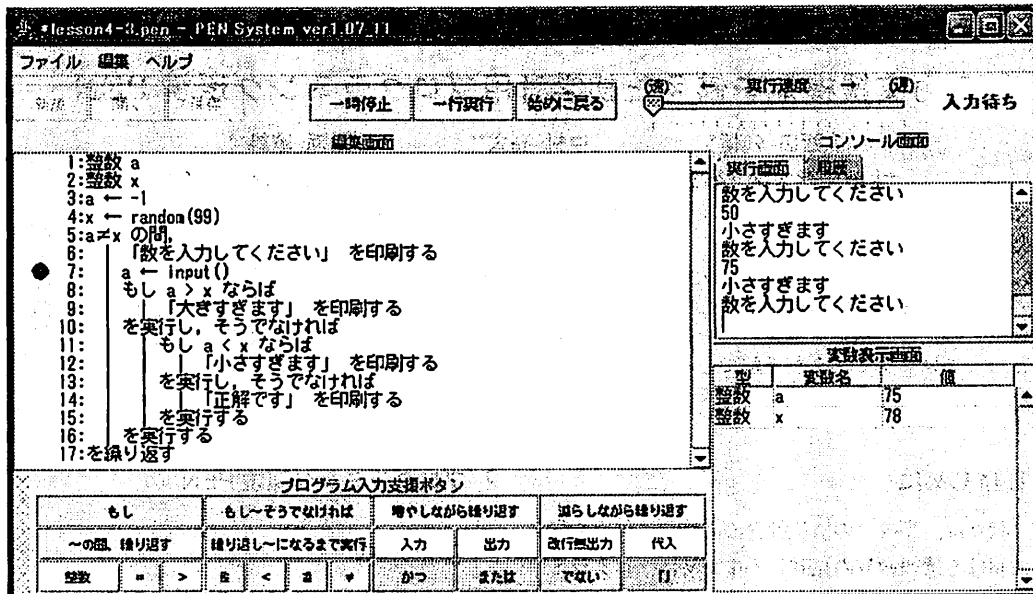 *lesson4-3.pen - PEN System ver1.07_11
ファイル 編集 ヘルプ
一時停止 一行実行 始めに戻る (速) ← 実行速度 → (遅) 入力待ち
編集画面
1:整数 a
2:整数 x
3:a ← -1
4:x ← random(99)
5:a≠x の間,
6: | 「数を入力してください」 を印刷する
7: | a ← input()
8: | もし a > x ならば
9: | | 「大きすぎます」 を印刷する
10: | を実行し，そうでなければ
11: | | もし a < x ならば
12: | | | 「小さすぎます」 を印刷する
13: | | を実行し，そうでなければ
14: | | | 「正解です」 を印刷する
15: | | を実行する
16: | を実行する
17:を繰り返す
コンソール画面
実行画面 履歴
数を入力してください
50
小さすぎます
数を入力してください
75
小さすぎます
数を入力してください
変数表示画面
型 変数名 値
整数 a 75
整数 x 78
プログラム入力支援ボタン
もし もし～そうでなければ 増やしながら繰り返す 減らしながら繰り返す
～の間、繰り返す 繰り返し～になるまで実行 入力 出力 改行無出力 代入
整数 = > < ≠ かつ または でない []